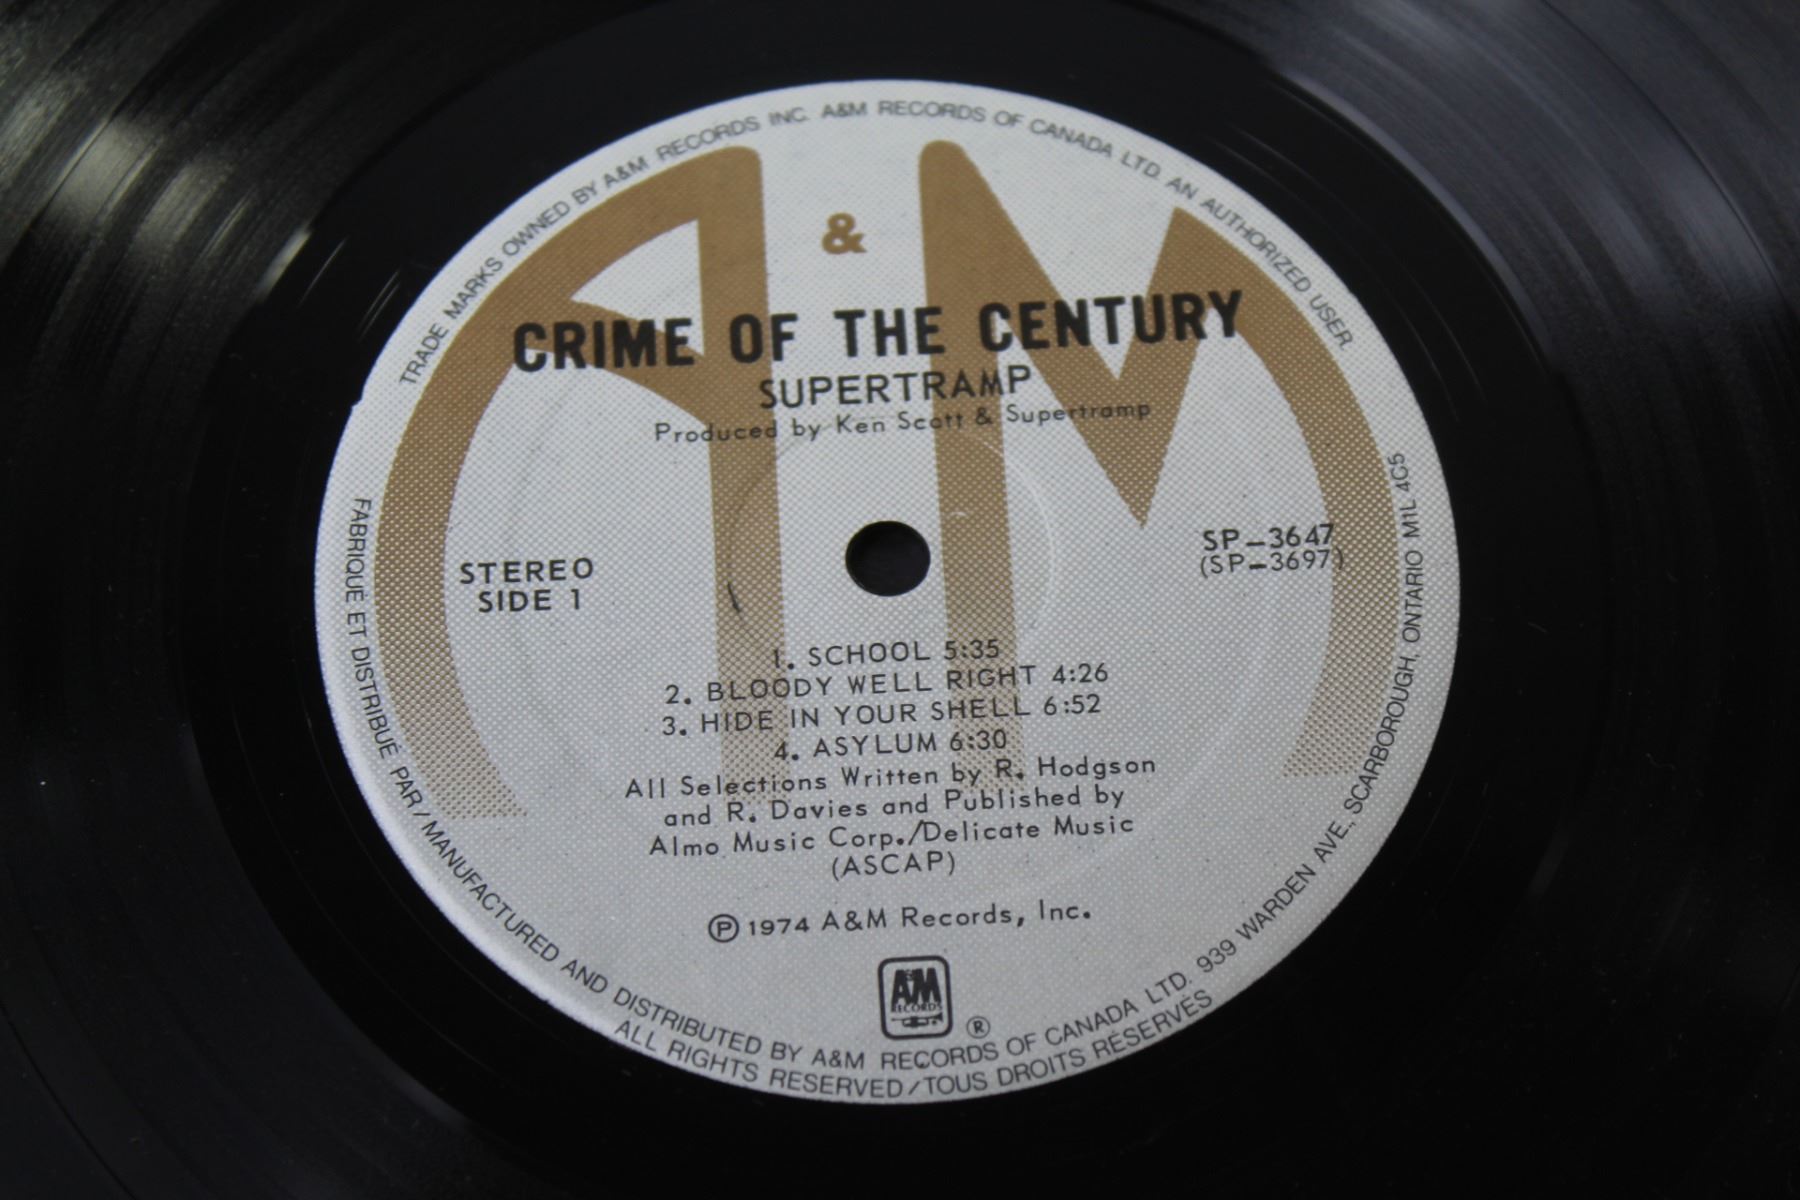 TRADE MARKS OWNED BY A&M RECORDS INC. A&M RECORDS OF CANADA LTD. AN AUTHORIZED USER.
&
CRIME OF THE CENTURY
SUPERTRAMP
Produced by Ken Scott & Supertramp
STEREO
SIDE 1
SP-3647
(SP-3697)
1. SCHOOL 5:35
2. BLOODY WELL RIGHT 4:26
3. HIDE IN YOUR SHELL 6:52
4. ASYLUM 6:30
All Selections Written by R. Hodgson
and R. Davies and Published by
Almo Music Corp./Delicate Music
(ASCAP)
℗ 1974 A&M Records, Inc.
A&M
RECORDS
®
FABRIQUÉ ET DISTRIBUÉ PAR / MANUFACTURED AND DISTRIBUTED BY A&M RECORDS OF CANADA LTD. 939 WARDEN AVE., SCARBOROUGH, ONTARIO MIL 4C5
ALL RIGHTS RESERVED/TOUS DROITS RÉSERVÉS